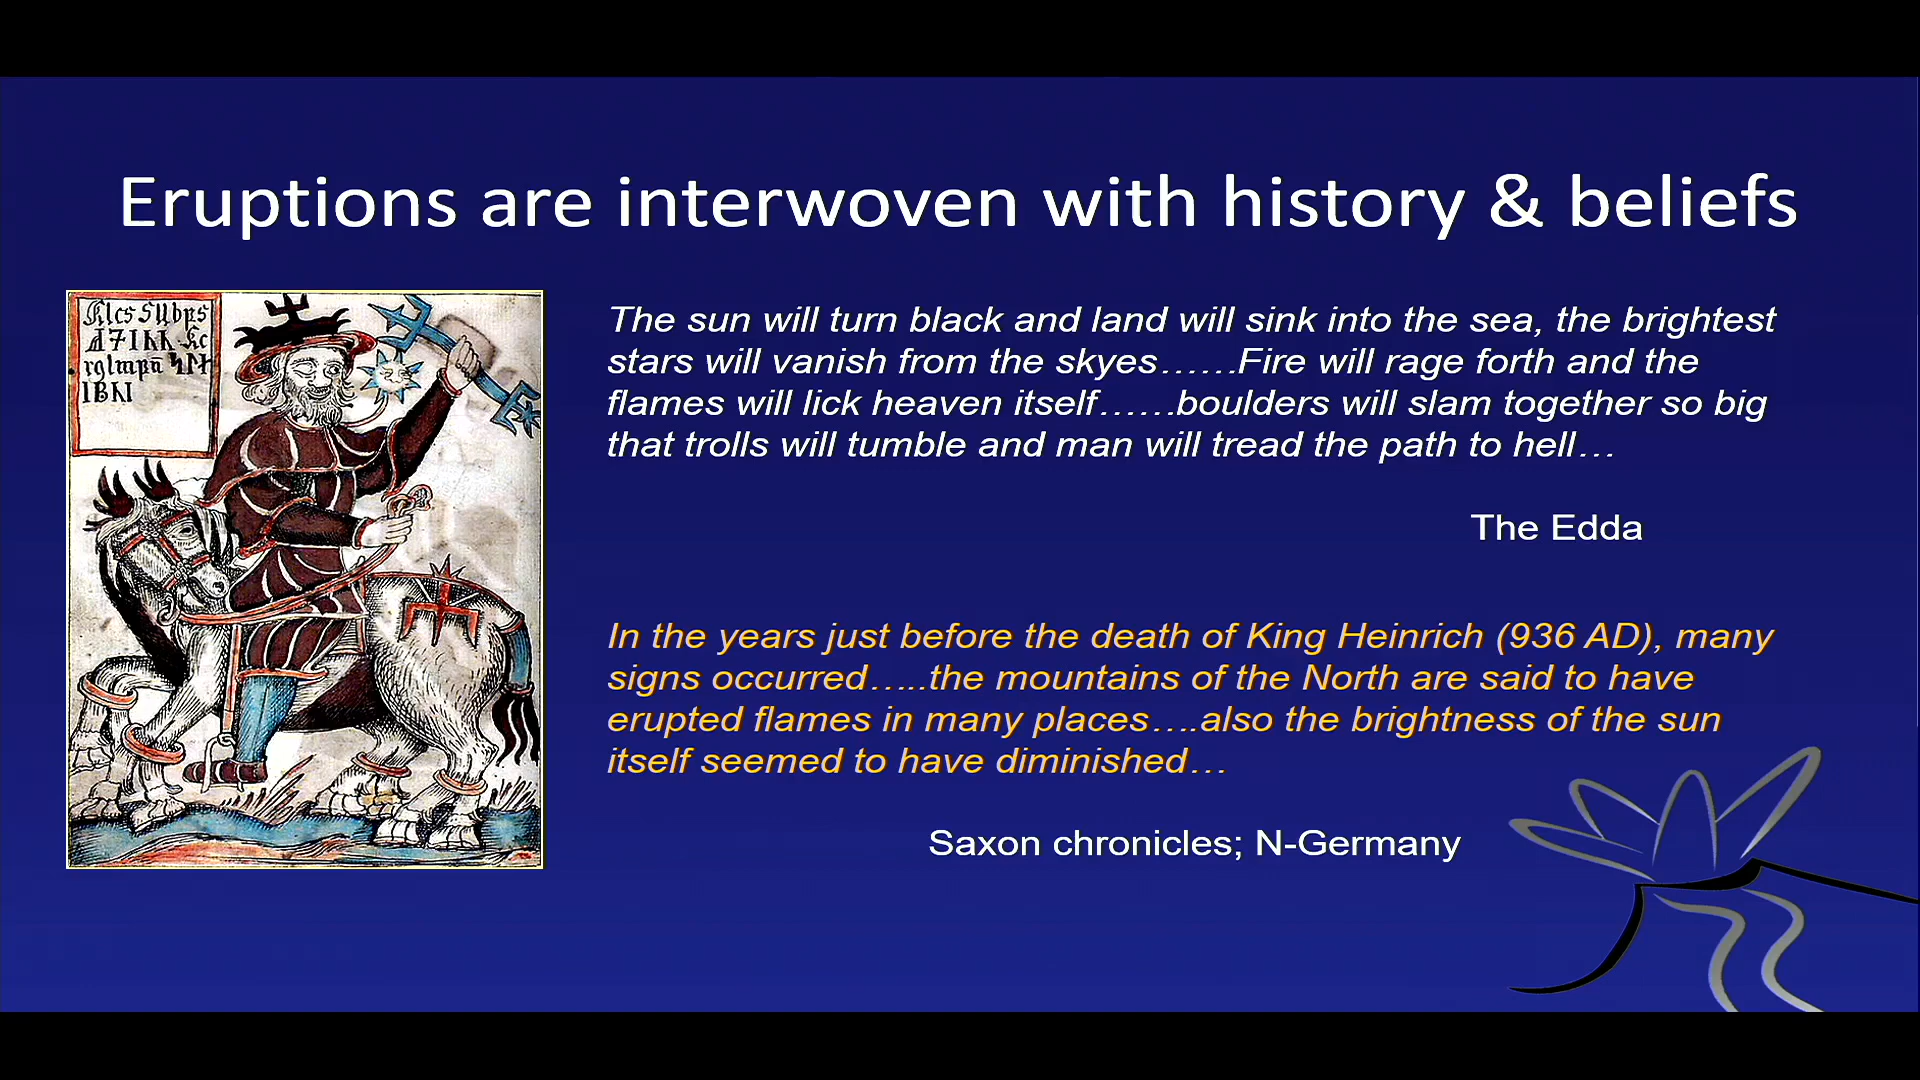 Eruptions are interwoven with history & beliefs
The sun will turn black and land will sink into the sea, the brightest
stars will vanish from the skyes……Fire will rage forth and the
flames will lick heaven itself……boulders will slam together so big
that trolls will tumble and man will tread the path to hell…
The Edda
In the years just before the death of King Heinrich (936 AD), many
signs occurred…..the mountains of the North are said to have
erupted flames in many places….also the brightness of the sun
itself seemed to have diminished…
Saxon chronicles; N-Germany